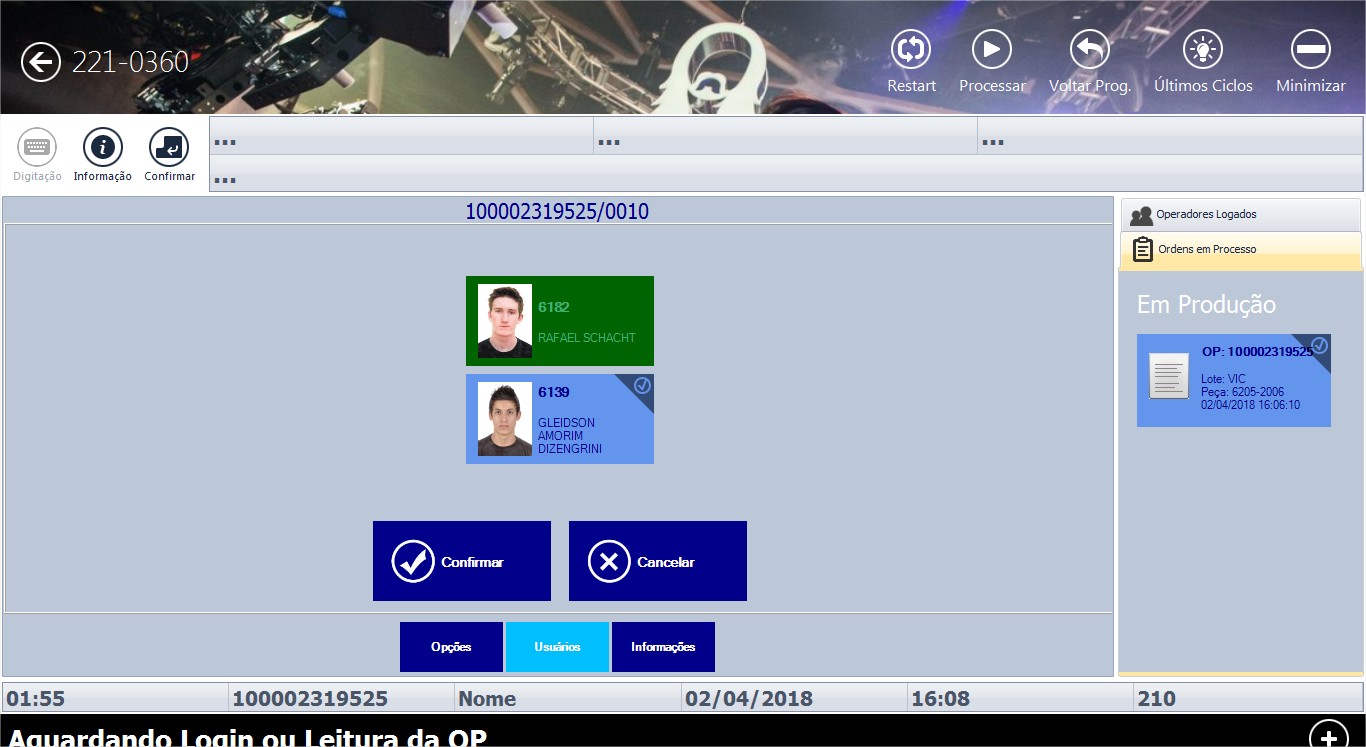 221-0360
Restart
Processar
Voltar Prog.
Últimos Ciclos
Minimizar
Digitação
Informação
Confirmar
...
...
...
...
100002319525/0010
6182
RAFAEL SCHACHT
6139
GLEIDSON
AMORIM
DIZENGRINI
Confirmar
Cancelar
Opções
Usuários
Informações
Operadores Logados
Ordens em Processo
Em Produção
OP: 100002319525
Lote: VIC
Peça: 6205-2006
02/04/2018 16:06:10
01:55
100002319525
Nome
02/04/2018
16:08
210
Aguardando Login ou Leitura da OP